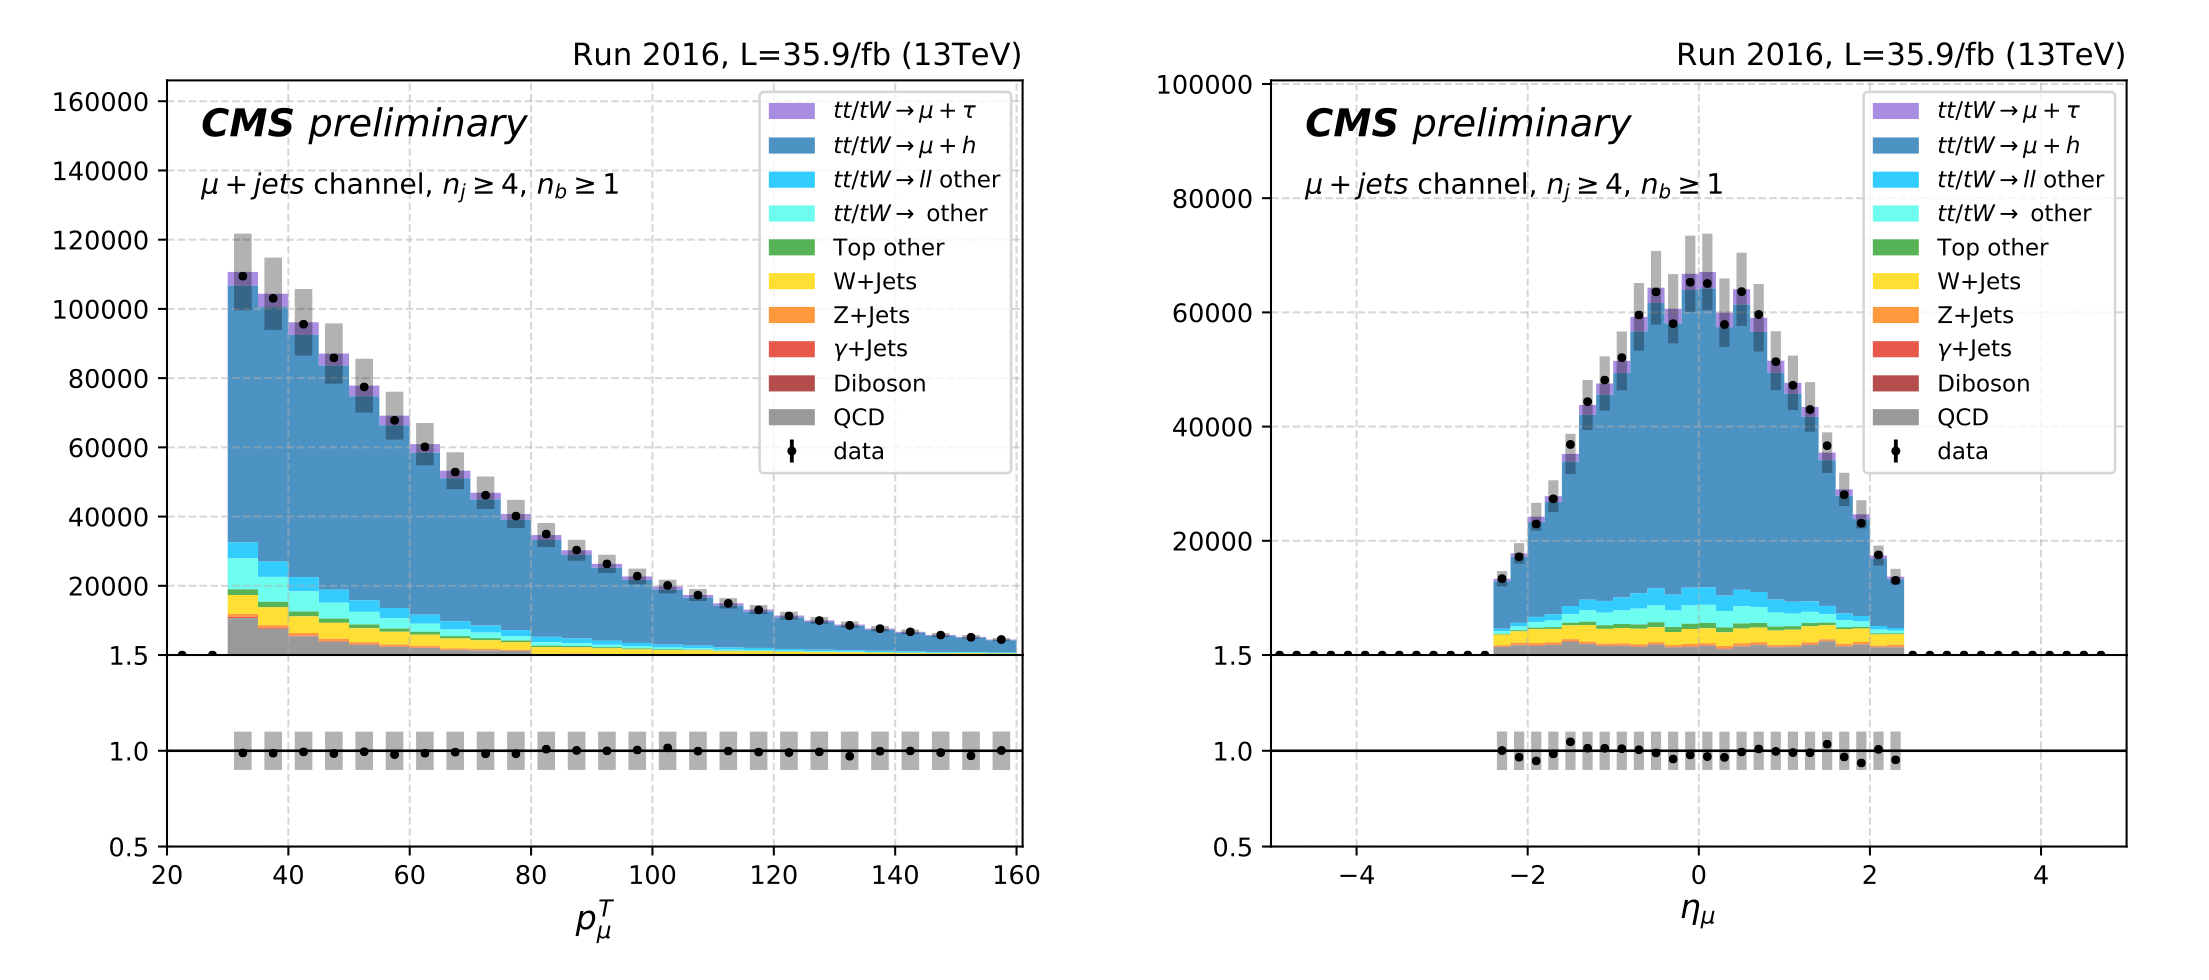 Run 2016, L=35.9/fb (13TeV)
CMS preliminary
μ + jets channel, n_j ≥ 4, n_b ≥ 1
tt/tW → μ + τ
tt/tW → μ + h
tt/tW → ll other
tt/tW → other
Top other
W+Jets
Z+Jets
γ+Jets
Diboson
QCD
data
160000
140000
120000
100000
80000
60000
40000
20000
1.5
1.0
0.5
20 40 60 80 100 120 140 160
p_μ^T
Run 2016, L=35.9/fb (13TeV)
CMS preliminary
μ + jets channel, n_j ≥ 4, n_b ≥ 1
tt/tW → μ + τ
tt/tW → μ + h
tt/tW → ll other
tt/tW → other
Top other
W+Jets
Z+Jets
γ+Jets
Diboson
QCD
data
100000
80000
60000
40000
20000
1.5
1.0
0.5
−4 −2 0 2 4
η_μ